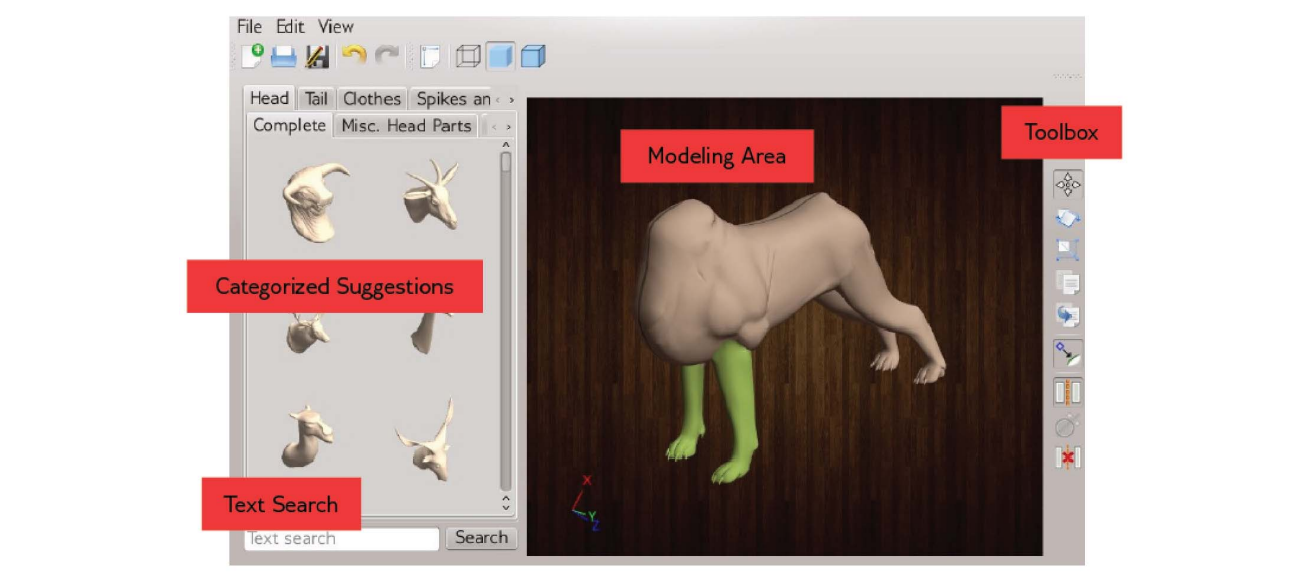 File Edit View
Head Tail Clothes Spikes an
Complete Misc. Head Parts
Modeling Area
Toolbox
Categorized Suggestions
Text Search
Text search Search
X
Y
Z